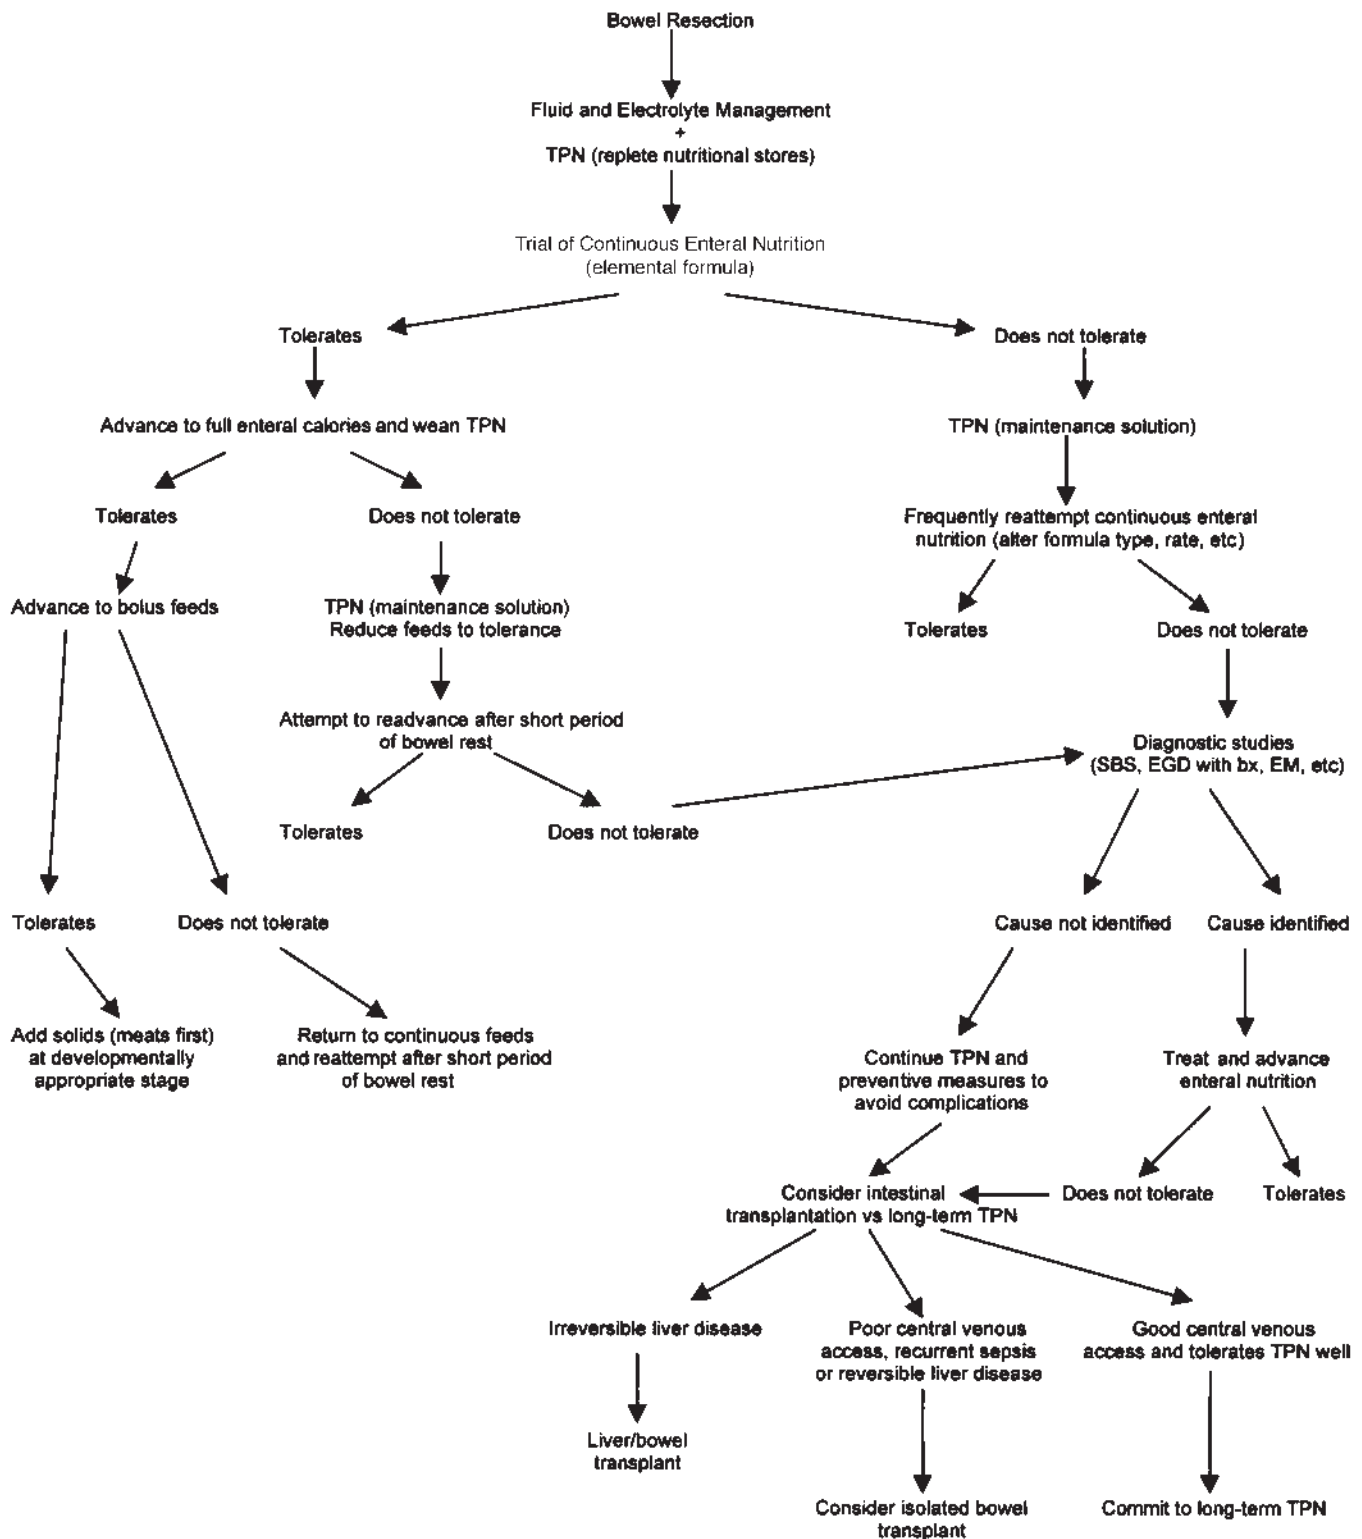 Bowel Resection
Fluid and Electrolyte Management
+
TPN (replete nutritional stores)
Trial of Continuous Enteral Nutrition
(elemental formula)
Tolerates
Does not tolerate
Advance to full enteral calories and wean TPN
TPN (maintenance solution)
Tolerates
Does not tolerate
Frequently reattempt continuous enteral
nutrition (alter formula type, rate, etc)
Advance to bolus feeds
TPN (maintenance solution)
Reduce feeds to tolerance
Tolerates
Does not tolerate
Attempt to readvance after short period
of bowel rest
Diagnostic studies
(SBS, EGD with bx, EM, etc)
Tolerates
Does not tolerate
Tolerates
Does not tolerate
Cause not identified
Cause identified
Add solids (meats first)
at developmentally
appropriate stage
Return to continuous feeds
and reattempt after short period
of bowel rest
Continue TPN and
preventive measures to
avoid complications
Treat and advance
enteral nutrition
Consider intestinal
transplantation vs long-term TPN
Does not tolerate
Tolerates
Irreversible liver disease
Poor central venous
access, recurrent sepsis
or reversible liver disease
Good central venous
access and tolerates TPN well
Liver/bowel
transplant
Consider isolated bowel
transplant
Commit to long-term TPN